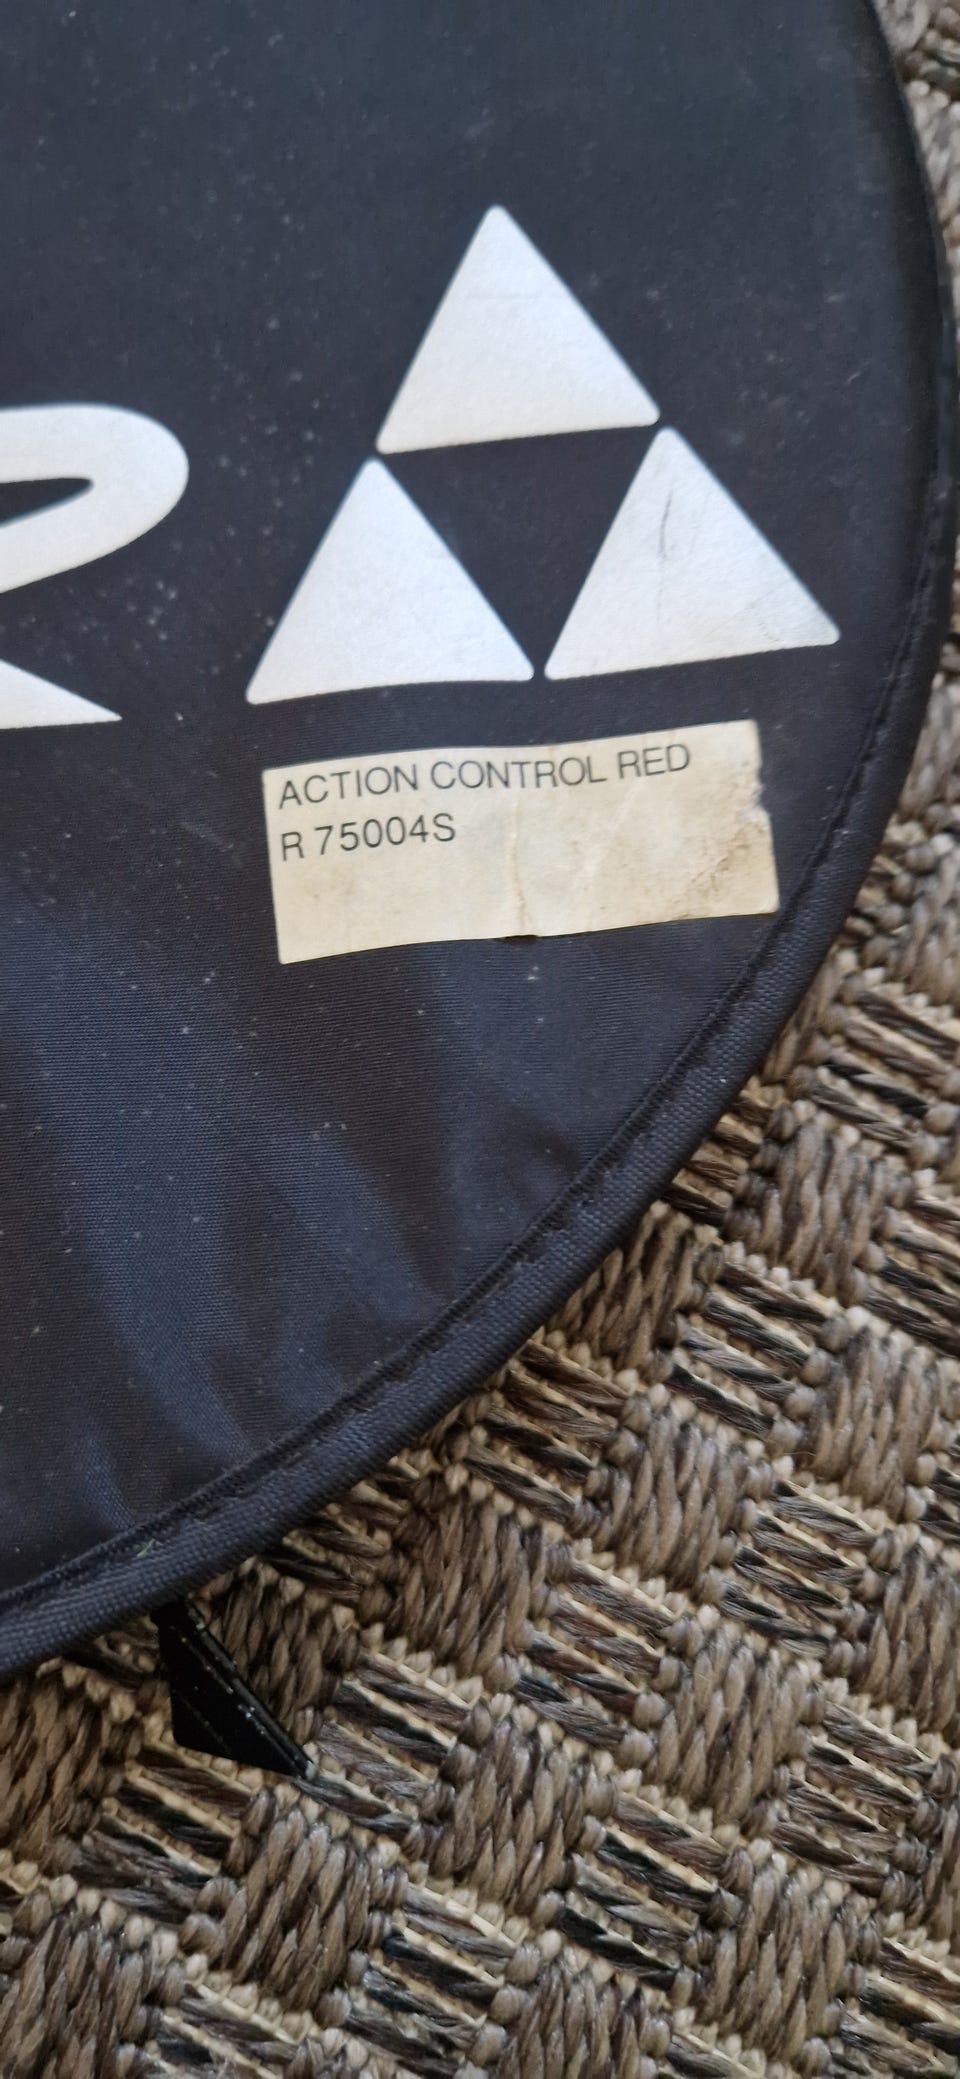 R
ACTION CONTROL RED
R 75004S